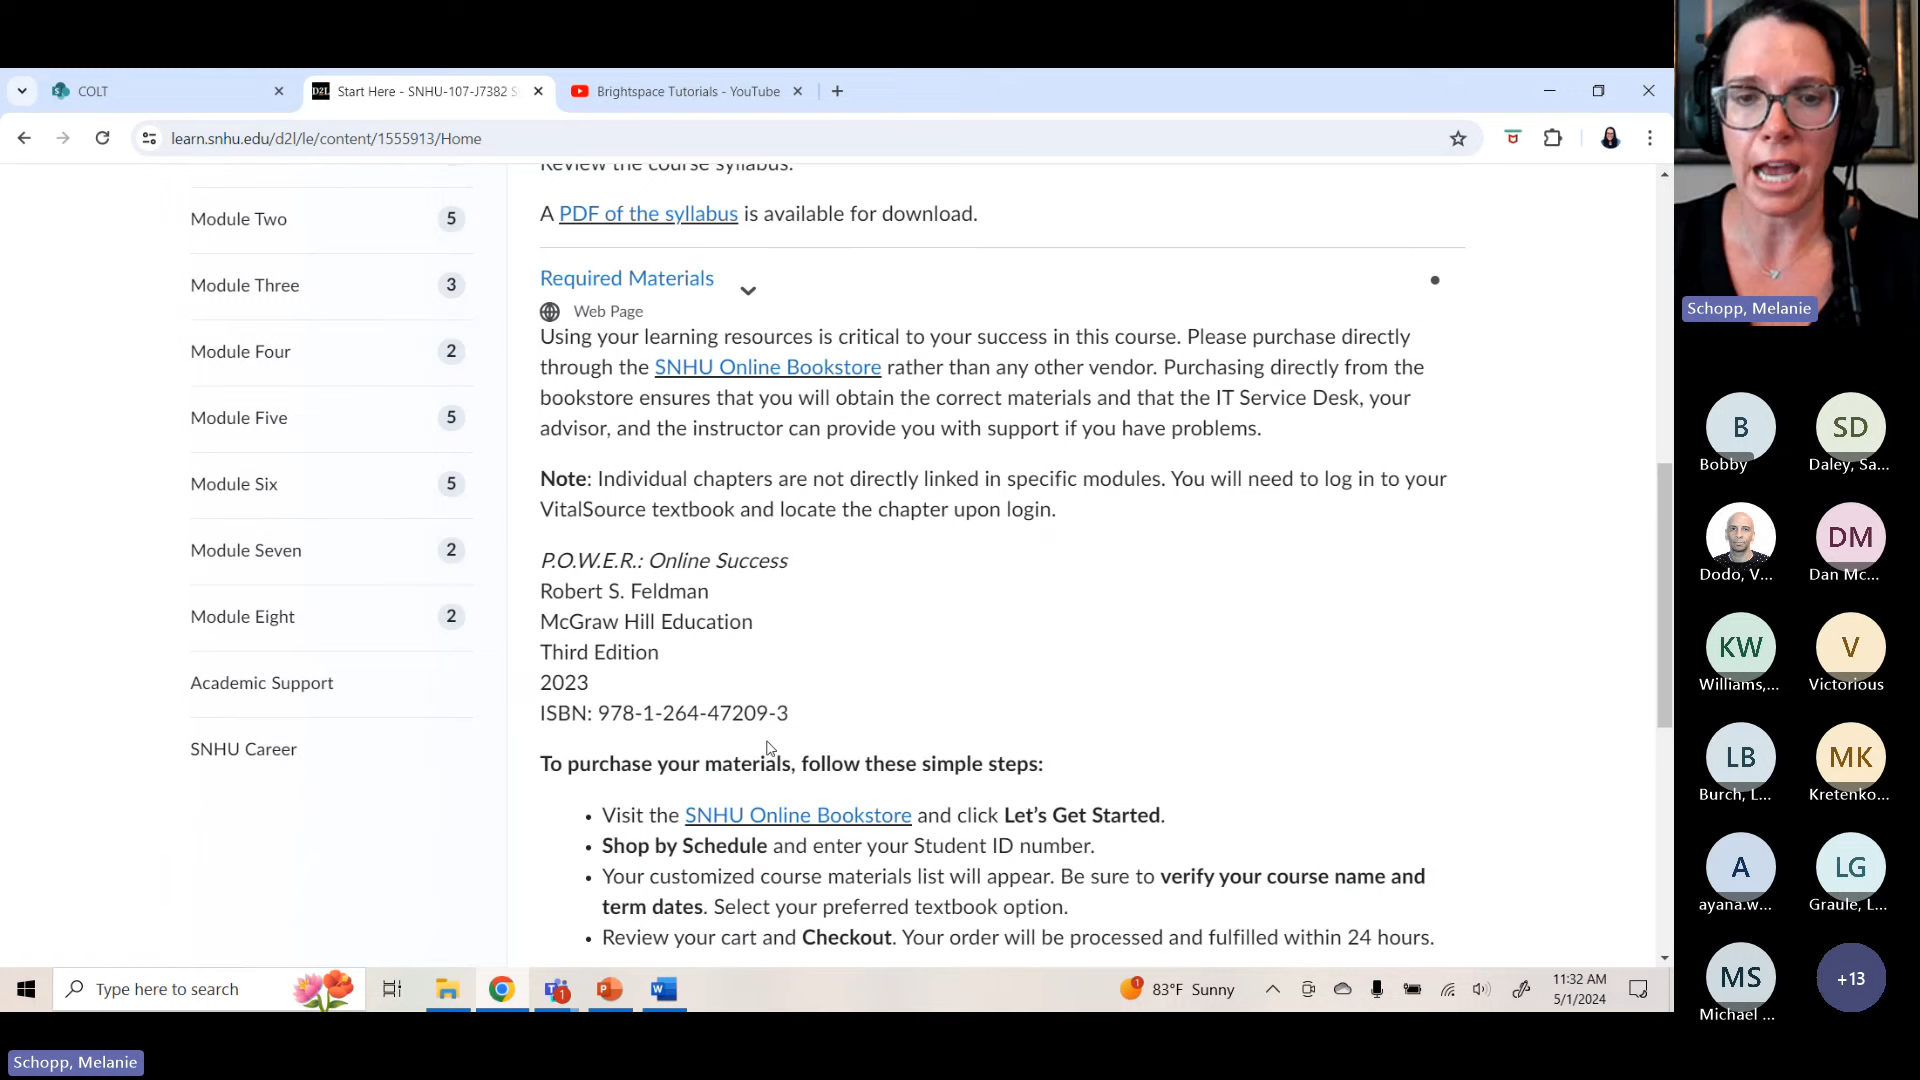 COLT
D2L
Start Here - SNHU-107-J7382 S
Brightspace Tutorials - YouTube
learn.snhu.edu/d2l/le/content/1555913/Home
Review the course syllabus.
A PDF of the syllabus is available for download.
Module Two 5
Module Three 3
Module Four 2
Module Five 5
Module Six 5
Module Seven 2
Module Eight 2
Academic Support
SNHU Career
Required Materials
Web Page
Using your learning resources is critical to your success in this course. Please purchase directly
through the SNHU Online Bookstore rather than any other vendor. Purchasing directly from the
bookstore ensures that you will obtain the correct materials and that the IT Service Desk, your
advisor, and the instructor can provide you with support if you have problems.
Note: Individual chapters are not directly linked in specific modules. You will need to log in to your
VitalSource textbook and locate the chapter upon login.
P.O.W.E.R.: Online Success
Robert S. Feldman
McGraw Hill Education
Third Edition
2023
ISBN: 978-1-264-47209-3
To purchase your materials, follow these simple steps:
• Visit the SNHU Online Bookstore and click Let's Get Started.
• Shop by Schedule and enter your Student ID number.
• Your customized course materials list will appear. Be sure to verify your course name and
term dates. Select your preferred textbook option.
• Review your cart and Checkout. Your order will be processed and fulfilled within 24 hours.
Type here to search
1
1
83°F Sunny
11:32 AM
5/1/2024
Schopp, Melanie
B
Bobby
SD
Daley, Sa...
Dodo, V...
DM
Dan Mc...
KW
Williams,...
V
Victorious
LB
Burch, L...
MK
Kretenko...
A
ayana.w...
LG
Graule, L...
MS
Michael ...
+13
Schopp, Melanie